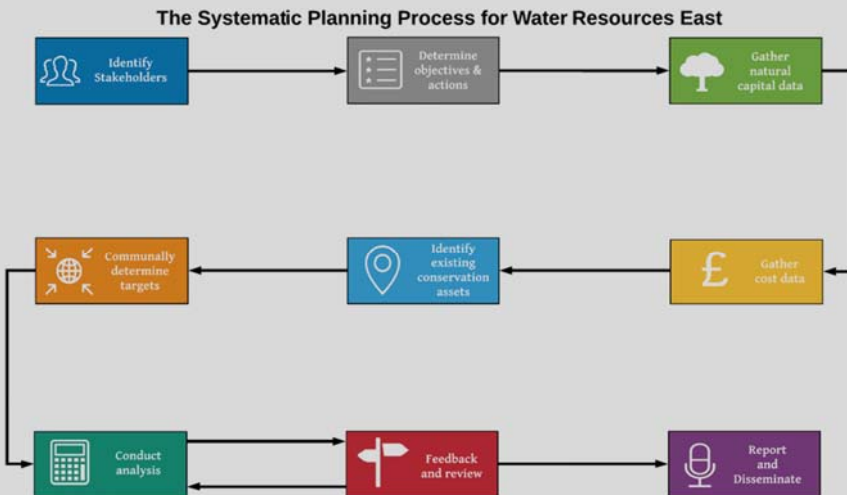 The Systematic Planning Process for Water Resources East
Identify
Stakeholders
Determine
objectives &
actions
Gather
natural
capital data
Communally
determine
targets
Identify
existing
conservation
assets
£
Gather
cost data
Conduct
analysis
Feedback
and review
Report
and
Disseminate